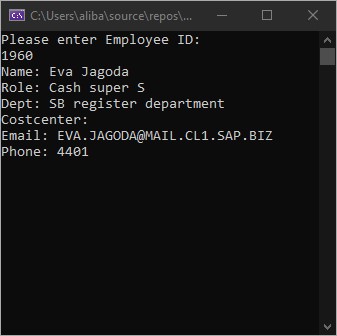 C:\Users\aliba\source\repos\...
Please enter Employee ID:
1960
Name: Eva Jagoda
Role: Cash super S
Dept: SB register department
Costcenter:
Email: EVA.JAGODA@MAIL.CL1.SAP.BIZ
Phone: 4401